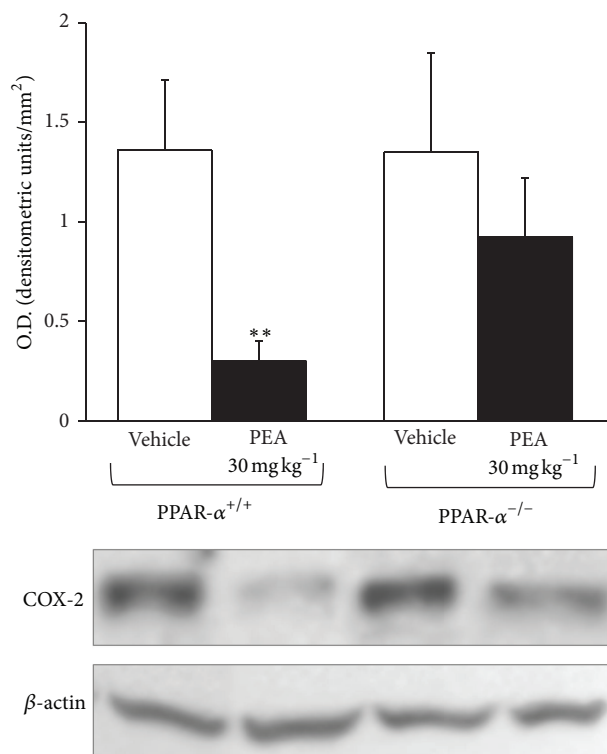 2
1.5
1
0.5
0
O.D. (densitometric units/mm²)
**
Vehicle
PEA
30 mg kg⁻¹
Vehicle
PEA
30 mg kg⁻¹
PPAR-α⁺/⁺
PPAR-α⁻/⁻
COX-2
β-actin